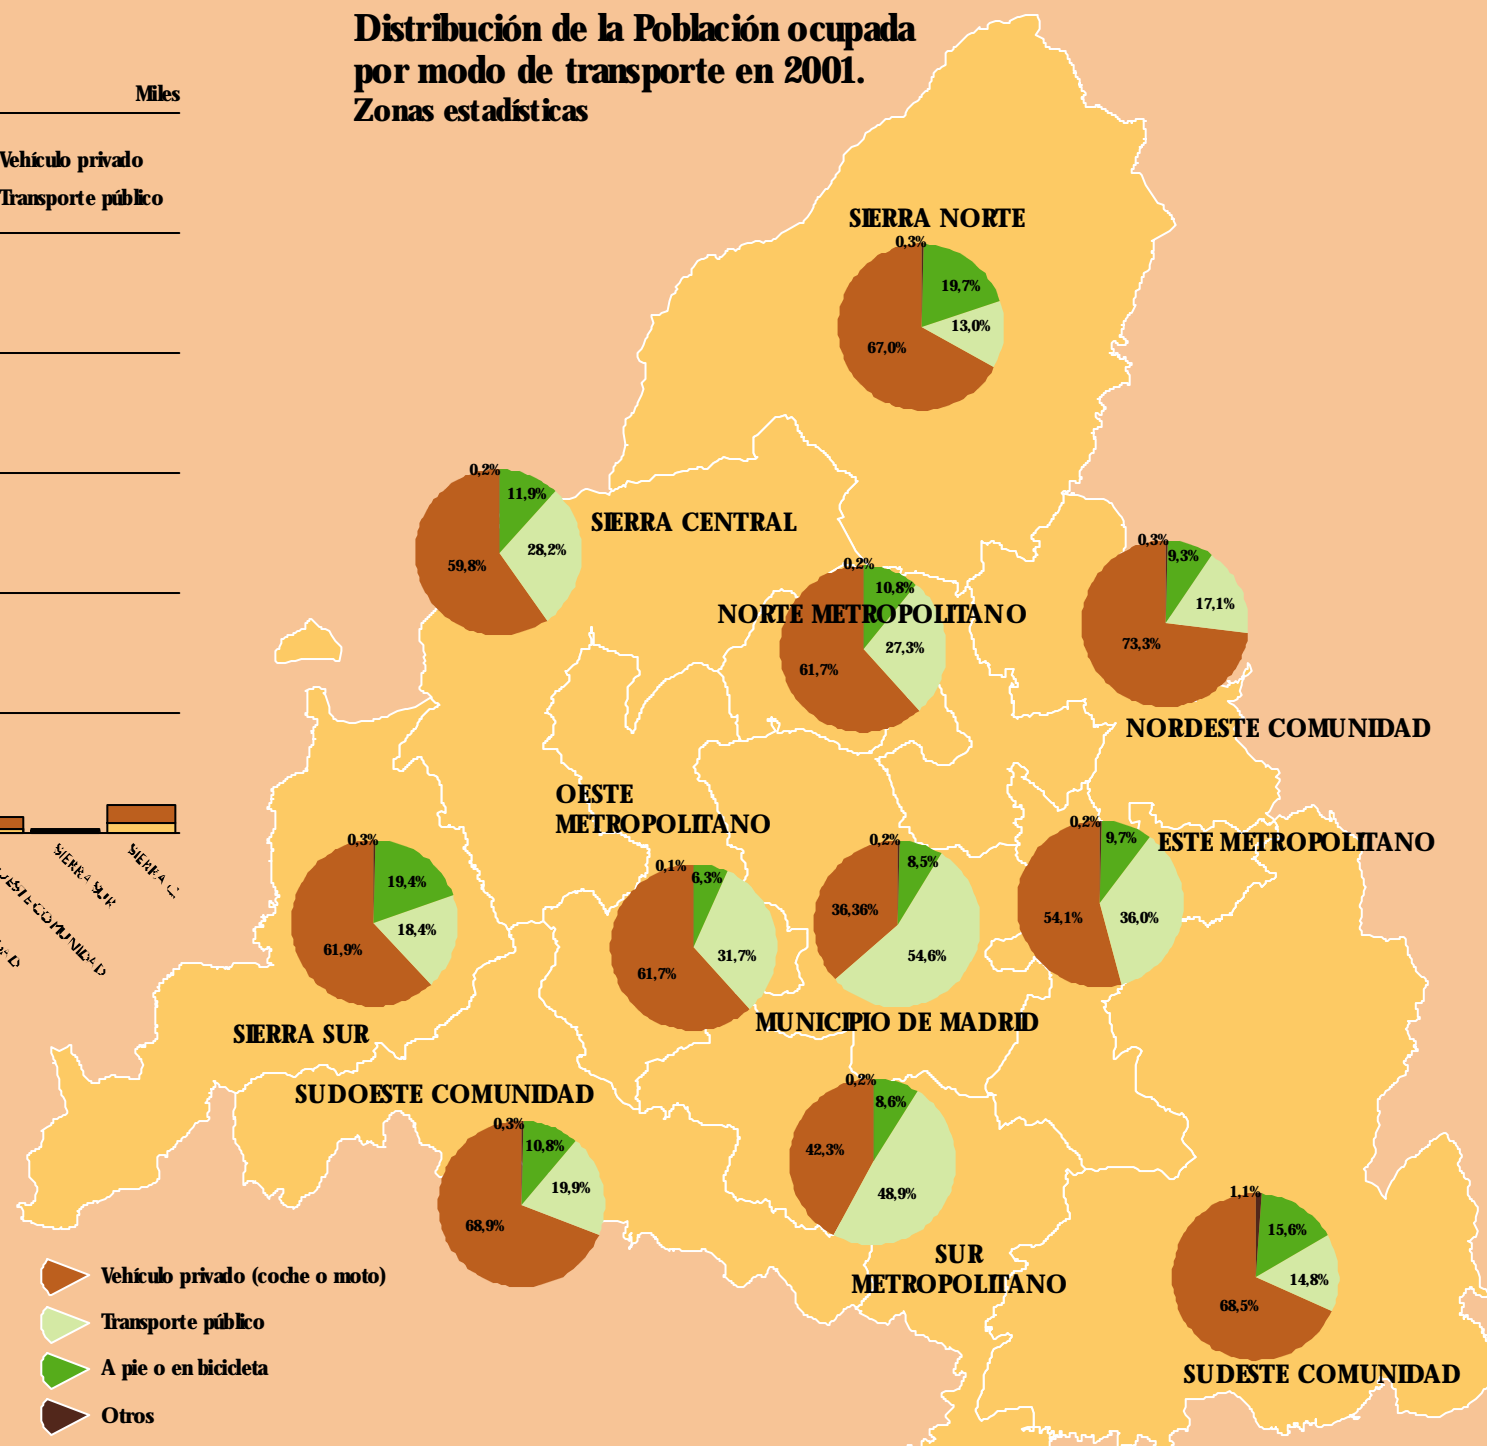 Distribución de la Población ocupada
por modo de transporte en 2001.
Zonas estadísticas
Miles
Vehículo privado
Transporte público
SIERRA NORTE
0,3%
19,7%
13,0%
67,0%
0,2%
11,9%
28,2%
59,8%
SIERRA CENTRAL
0,2%
10,8%
NORTE METROPOLITANO
27,3%
61,7%
0,3%
9,3%
17,1%
73,3%
NORDESTE COMUNIDAD
OESTE
METROPOLITANO
0,1%
6,3%
31,7%
61,7%
0,2%
8,5%
36,36%
54,6%
MUNICIPIO DE MADRID
0,2%
9,7%
ESTE METROPOLITANO
54,1%
36,0%
SIERRA SUR
SIERRA C
OESTE COMUNIDAD
0,3%
19,4%
18,4%
61,9%
SIERRA SUR
SUDOESTE COMUNIDAD
0,3%
10,8%
19,9%
68,9%
0,2%
8,6%
42,3%
48,9%
SUR
METROPOLITANO
1,1%
15,6%
14,8%
68,5%
SUDESTE COMUNIDAD
Vehículo privado (coche o moto)
Transporte público
A pie o en bicicleta
Otros